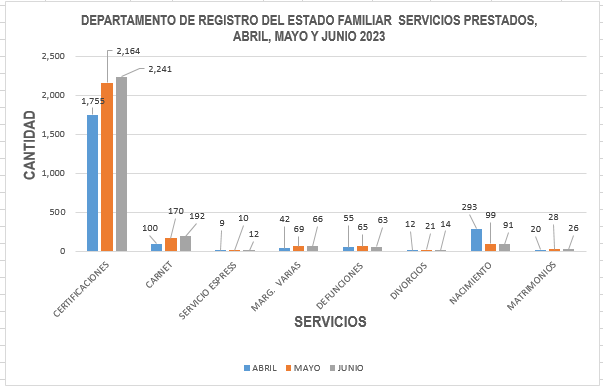 DEPARTAMENTO DE REGISTRO DEL ESTADO FAMILIAR SERVICIOS PRESTADOS,
ABRIL, MAYO Y JUNIO 2023
CANTIDAD
2,500
2,000
1,500
1,000
500
0
1,755
2,164
2,241
100
170
192
9
10
12
42
69
66
55
65
63
12
21
14
293
99
91
20
28
26
CERTIFICACIONES
CARNET
SERVICIO ESPRESS
MARG. VARIAS
DEFUNCIONES
DIVORCIOS
NACIMIENTO
MATRIMONIOS
SERVICIOS
ABRIL MAYO JUNIO